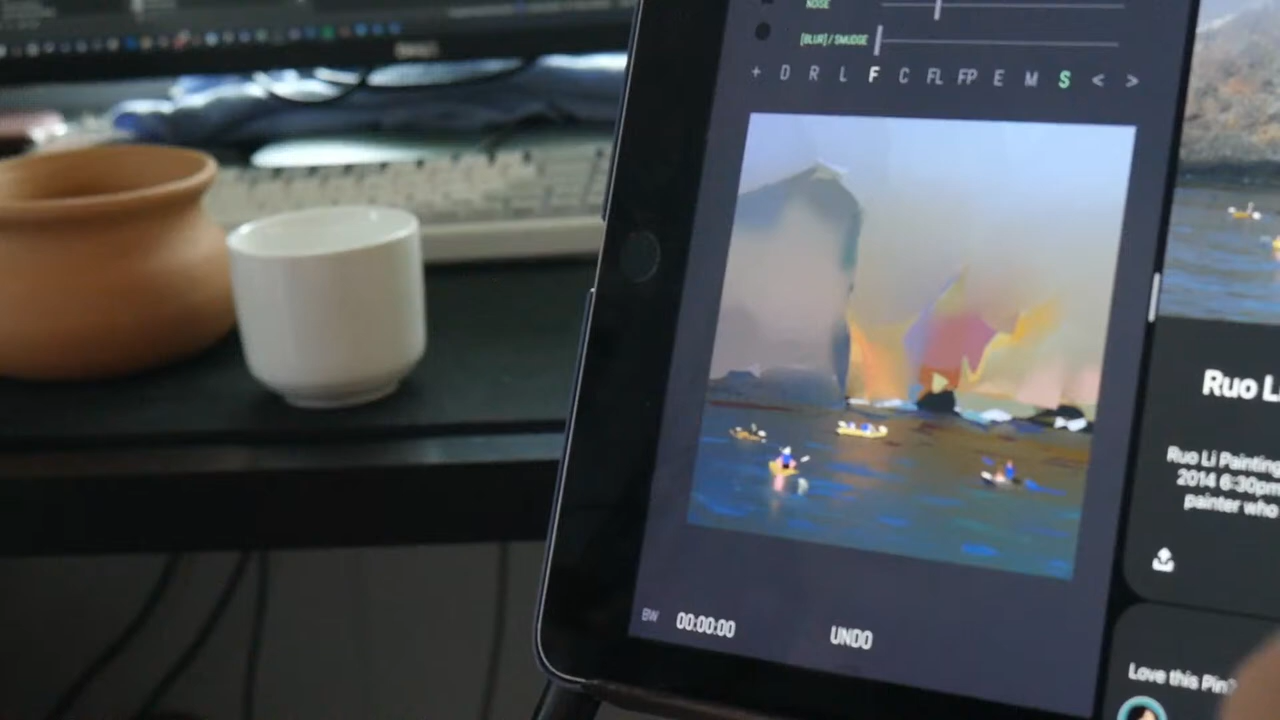 NOISE
[BLUR] / SMUDGE
+ D R L F C FL FP E M S < >
BW 00:00:00 UNDO
Ruo Li
Ruo Li Painting
2014 6:30pm
painter who
Love this Pin?